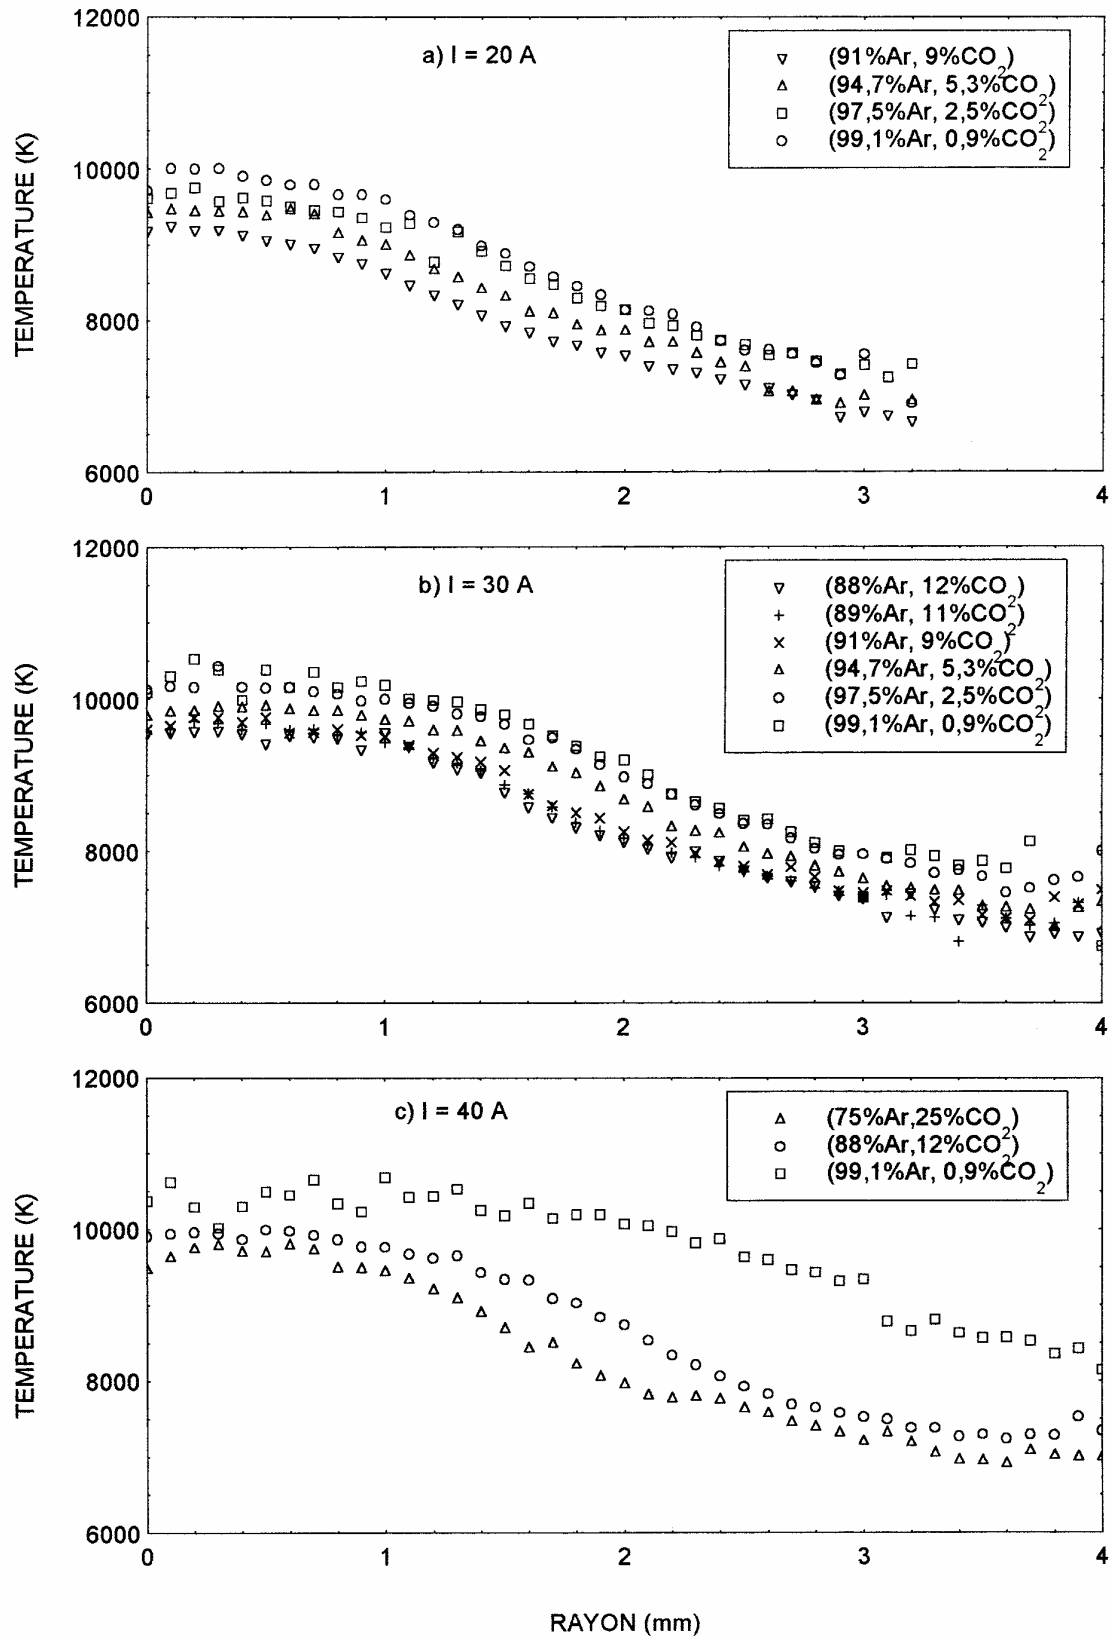 12000
a) I = 20 A
(91%Ar, 9%CO2)
(94,7%Ar, 5,3%CO2)
(97,5%Ar, 2,5%CO2)
(99,1%Ar, 0,9%CO2)
TEMPERATURE (K)
10000
8000
6000
0 1 2 3 4
12000
b) I = 30 A
(88%Ar, 12%CO2)
(89%Ar, 11%CO2)
(91%Ar, 9%CO2)
(94,7%Ar, 5,3%CO2)
(97,5%Ar, 2,5%CO2)
(99,1%Ar, 0,9%CO2)
TEMPERATURE (K)
10000
8000
6000
0 1 2 3 4
12000
c) I = 40 A
(75%Ar,25%CO2)
(88%Ar,12%CO2)
(99,1%Ar, 0,9%CO2)
TEMPERATURE (K)
10000
8000
6000
0 1 2 3 4
RAYON (mm)